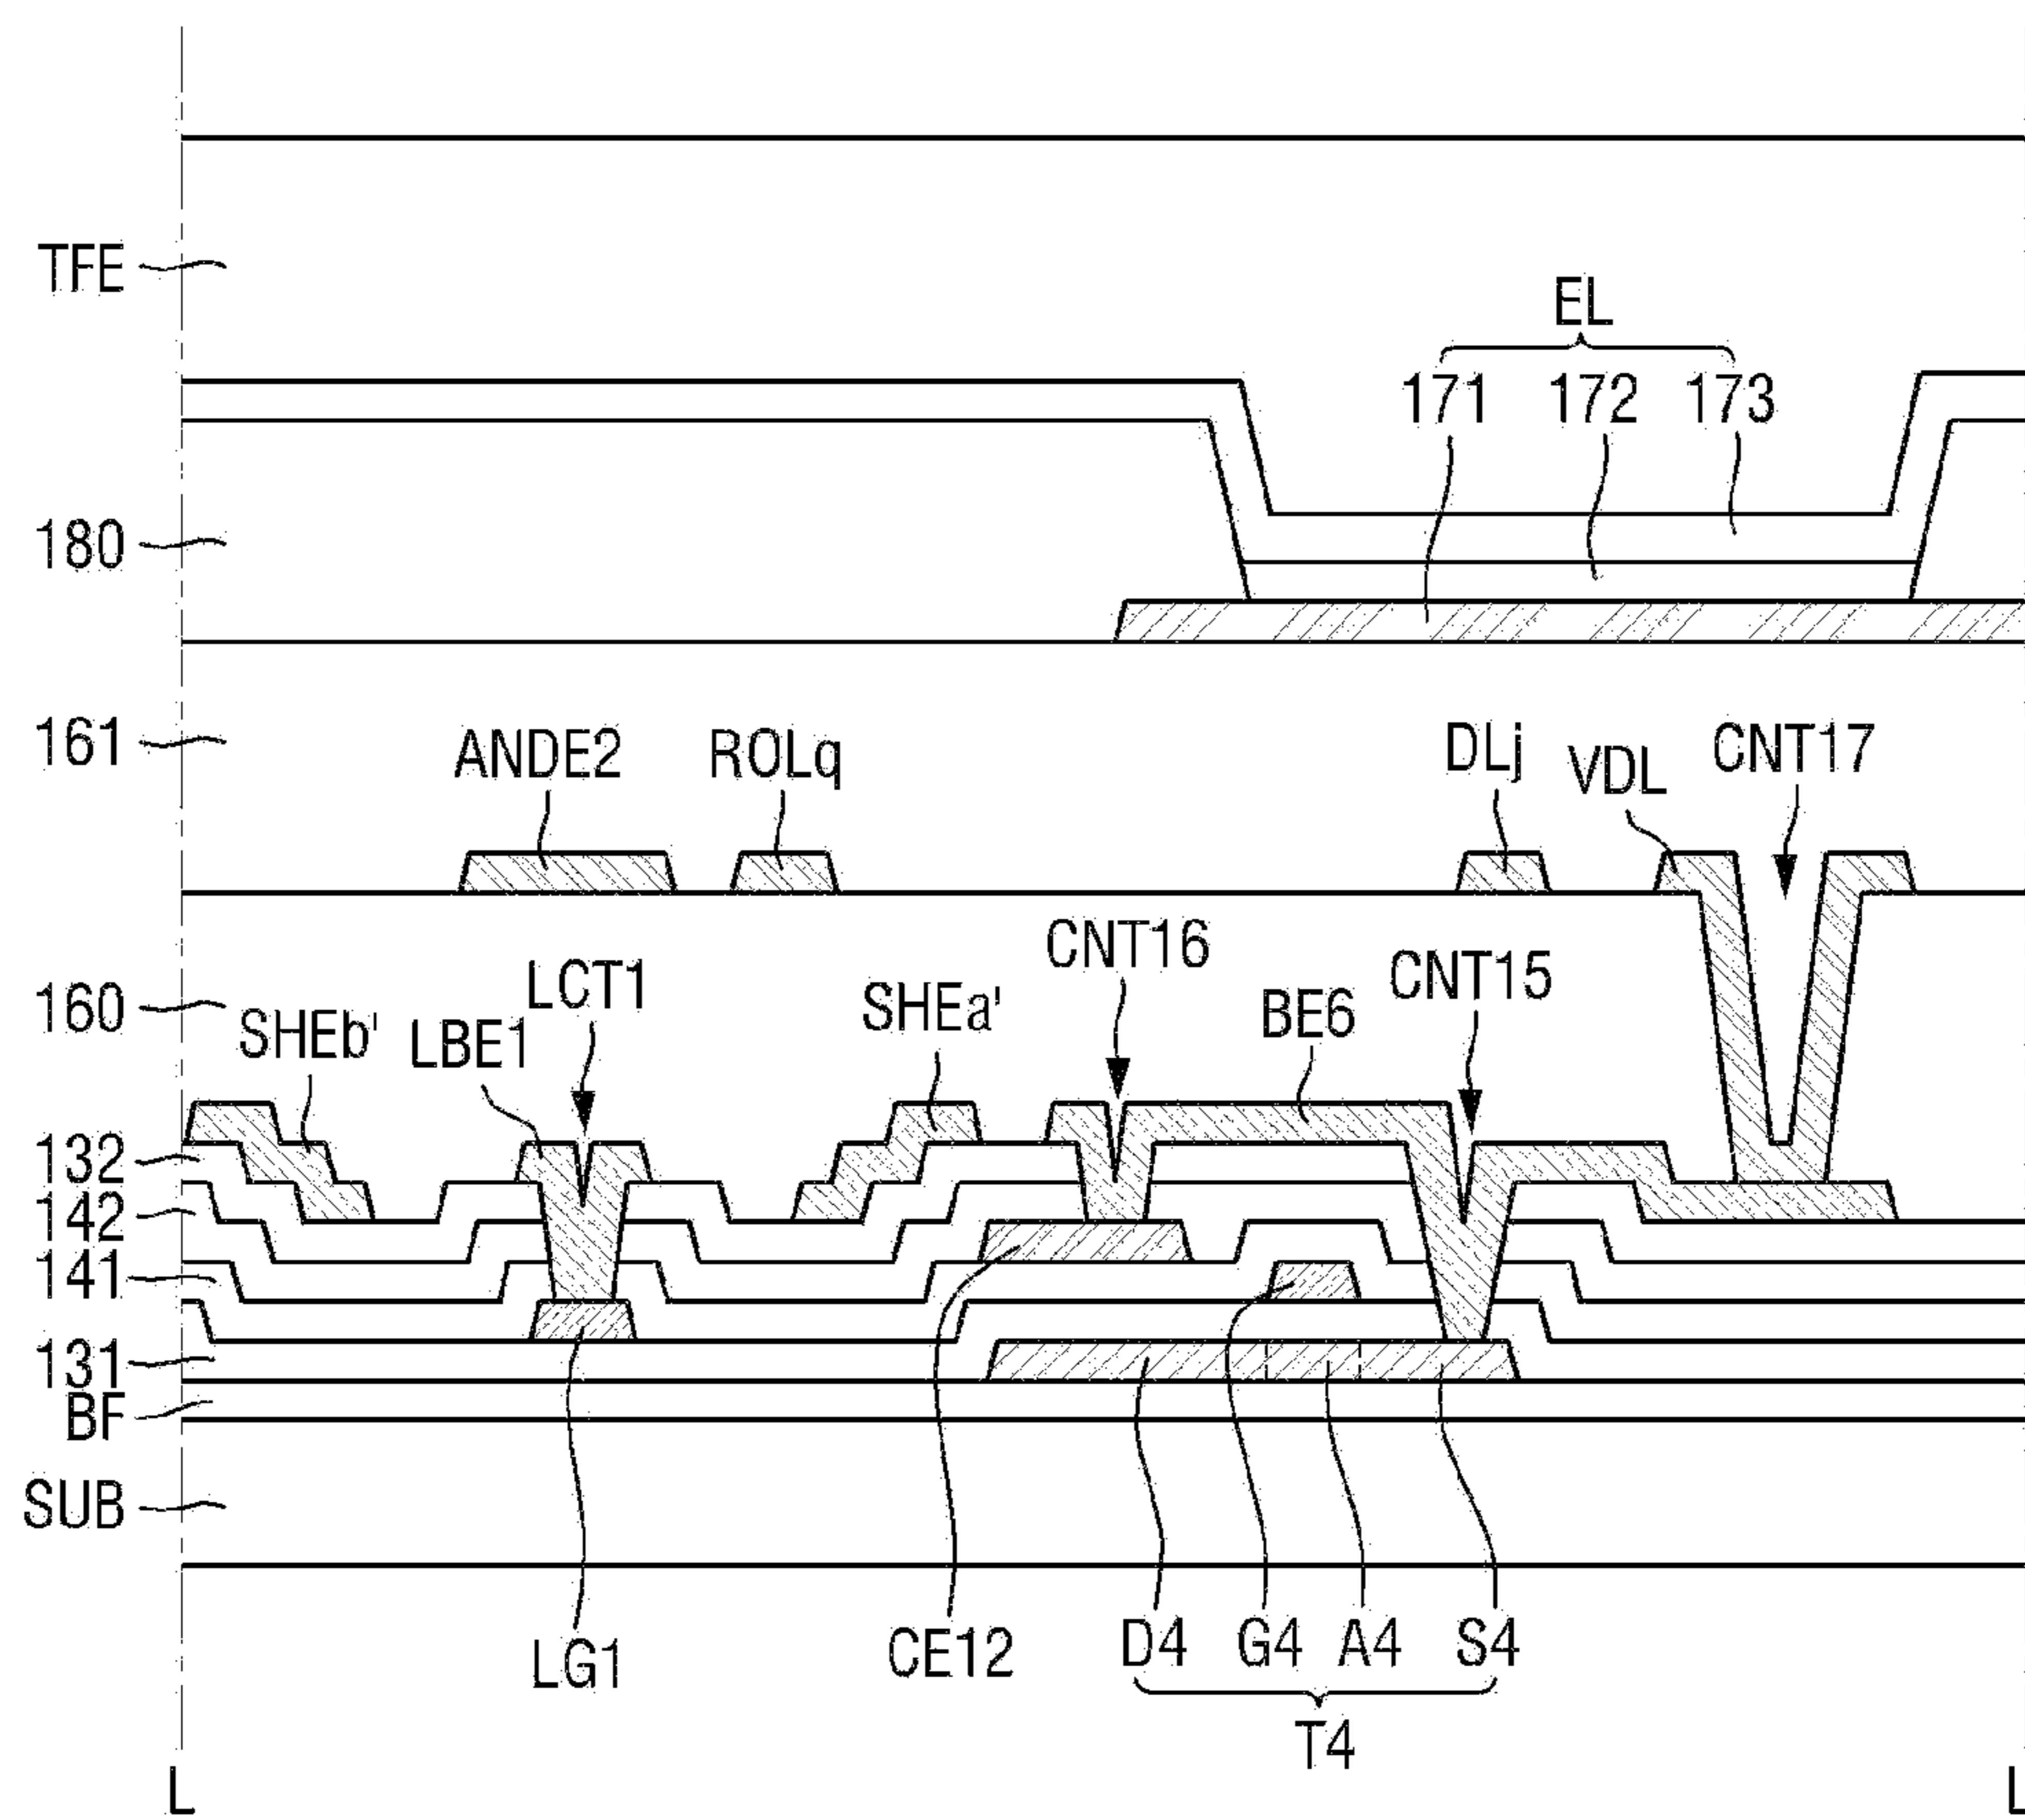 TFE
EL
171 172 173
180
161
ANDE2 ROLq DLj VDL CNT17
160
SHEb' LBE1 LCT1 SHEa' CNT16 BE6 CNT15
132
142
141
131
BF
SUB
LG1 CE12 D4 G4 A4 S4
T4
L L